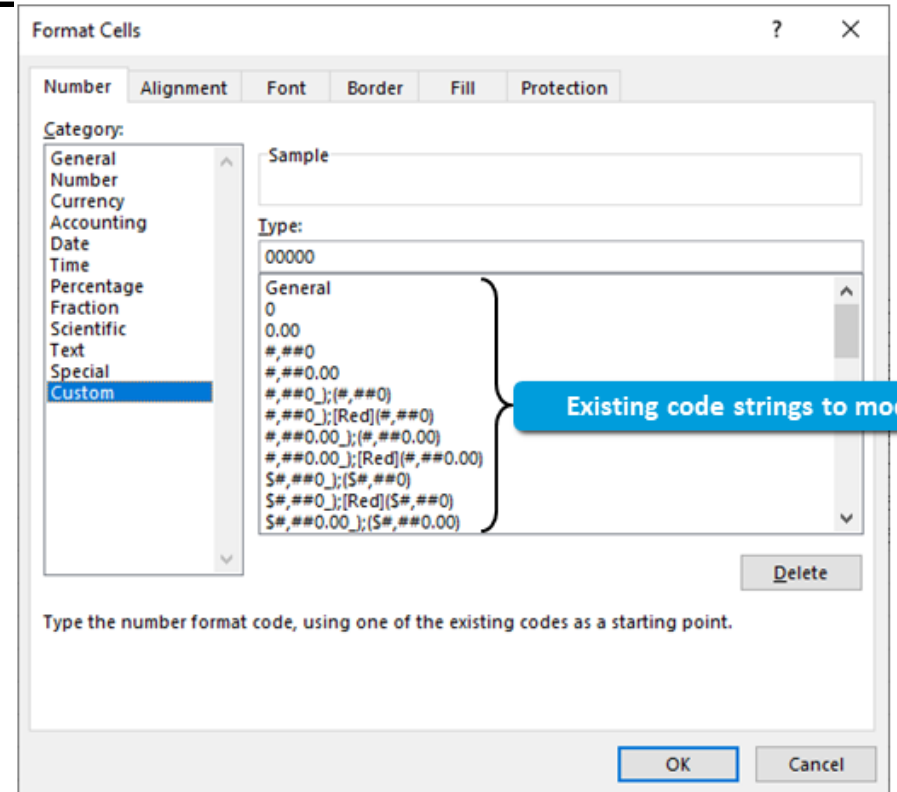 Format Cells ? ×
Number Alignment Font Border Fill Protection
Category:
General
Number
Currency
Accounting
Date
Time
Percentage
Fraction
Scientific
Text
Special
Custom
Sample
Type:
00000
General
0
0.00
#,##0
#,##0.00
#,##0_);(#,##0)
#,##0_);[Red](#,##0)
#,##0.00_);(#,##0.00)
#,##0.00_);[Red](#,##0.00)
$#,##0_);($#,##0)
$#,##0_);[Red]($#,##0)
$#,##0.00_);($#,##0.00)
Existing code strings to mo
Delete
Type the number format code, using one of the existing codes as a starting point.
OK Cancel